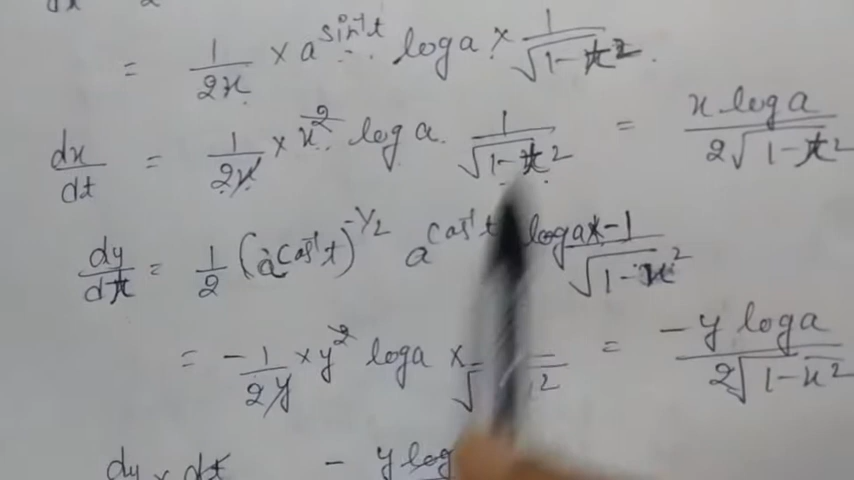 = 1/2x × a^sin⁻¹t log a × 1/√1-t²
dx/dt = 1/2x × x² log a. 1/√1-t² = x log a/2√1-t²
dy/dt = 1/2 (a^cos⁻¹t)^-1/2 a^cos⁻¹t log a × -1/√1-x²
= -1/2y × y² log a × = -y log a/2√1-x²
dy × dt - y log